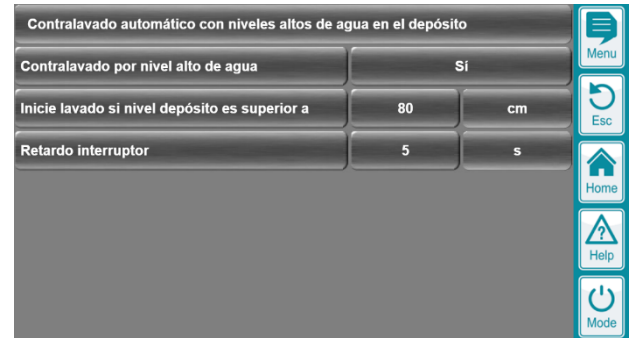 Contralavado automático con niveles altos de agua en el depósito
Contralavado por nivel alto de agua Sí
Inicie lavado si nivel depósito es superior a 80 cm
Retardo interruptor 5 s
Menu
Esc
Home
?
Help
Mode